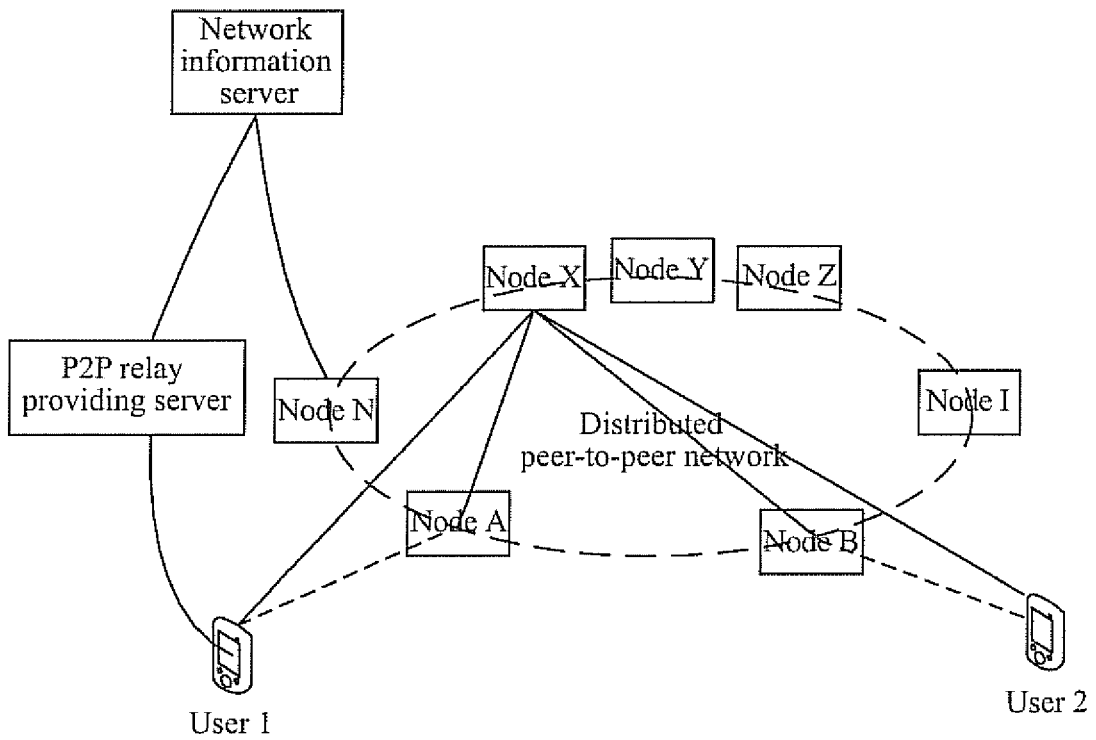 Network
information
server
Node X
Node Y
Node Z
P2P relay
providing server
Node N
Node I
Distributed
peer-to-peer network
Node A
Node B
User 1
User 2